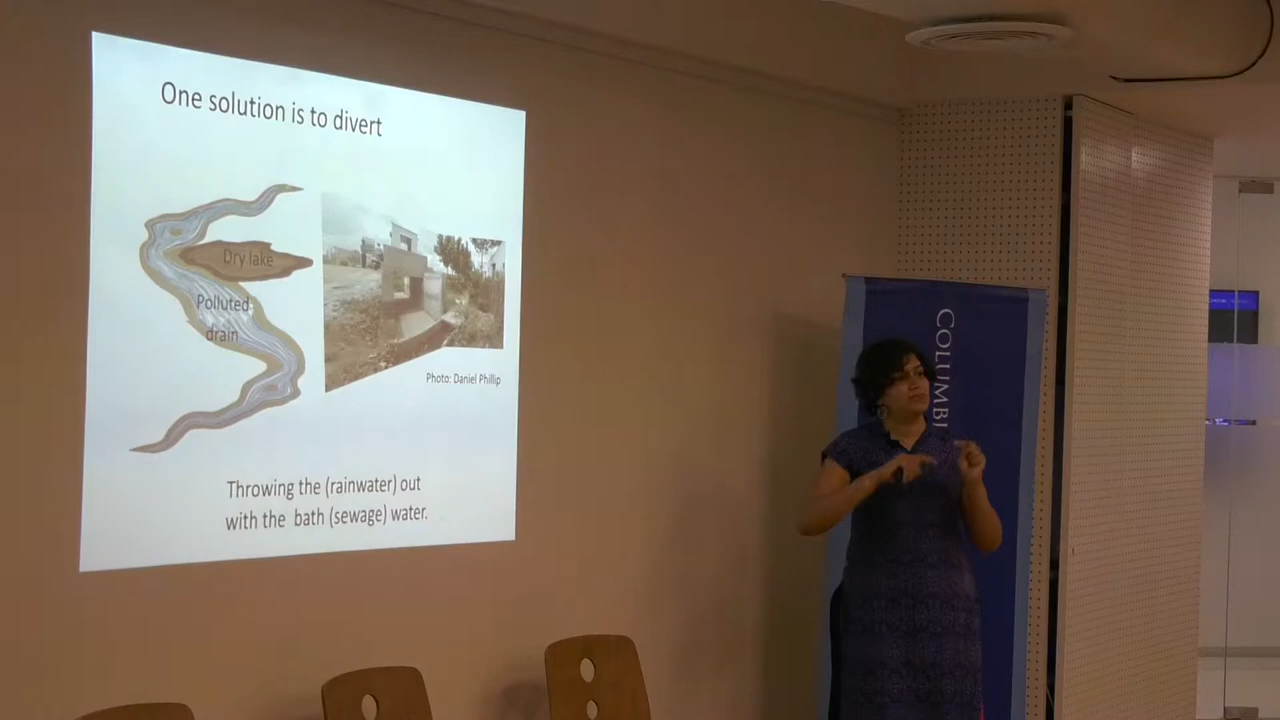 One solution is to divert
Dry lake
Polluted
drain
Photo: Daniel Phillip
Throwing the (rainwater) out
with the bath (sewage) water.
COLUMBI